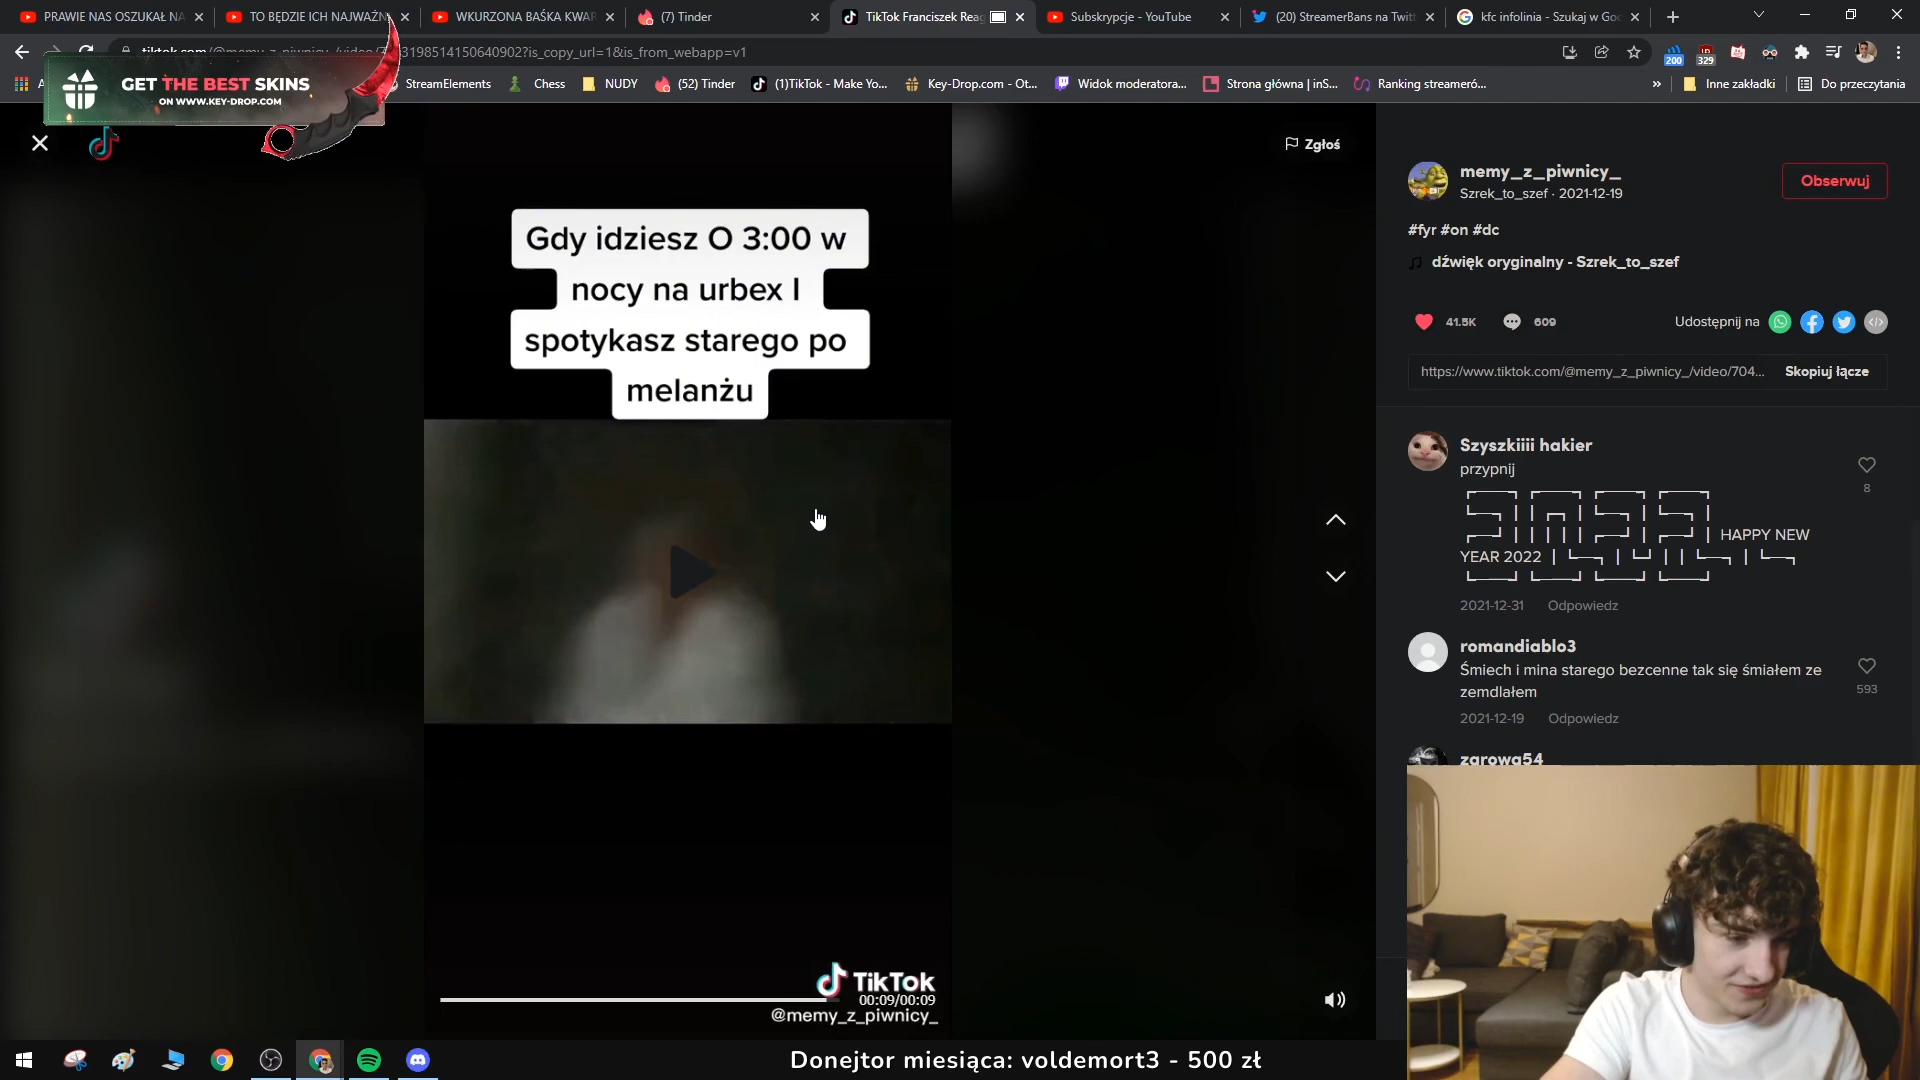 PRAWIE NAS OSZUKAŁ NA
TO BĘDZIE ICH NAJWAŻN
WKURZONA BAŚKA KWAR
(7) Tinder
TikTok Franciszek Reag
Subskrypcje - YouTube
(20) StreamerBans na Twitt
kfc infolinia - Szukaj w Goo
198514150640902?is_copy_url=1&is_from_webapp=v1
200
329
GET THE BEST SKINS
ON WWW.KEY-DROP.COM
StreamElements
Chess
NUDY
(52) Tinder
(1)TikTok - Make Yo...
Key-Drop.com - Ot...
Widok moderatora...
Strona główna | inS...
Ranking streameró...
»
Inne zakładki
Do przeczytania
Zgłoś
Gdy idziesz O 3:00 w
nocy na urbex I
spotykasz starego po
melanżu
TikTok
00:09/00:09
@memy_z_piwnicy_
memy_z_piwnicy_
Szrek_to_szef · 2021-12-19
Obserwuj
#fyr #on #dc
dźwięk oryginalny - Szrek_to_szef
41.5K
609
Udostępnij na
https://www.tiktok.com/@memy_z_piwnicy_/video/704...
Skopiuj łącze
Szyszkiiii hakier
przypnij
HAPPY NEW
YEAR 2022
8
2021-12-31 Odpowiedz
romandiablo3
Śmiech i mina starego bezcenne tak się śmiałem ze
zemdlałem
593
2021-12-19 Odpowiedz
zgrowa54
Donejtor miesiąca: voldemort3 - 500 zł